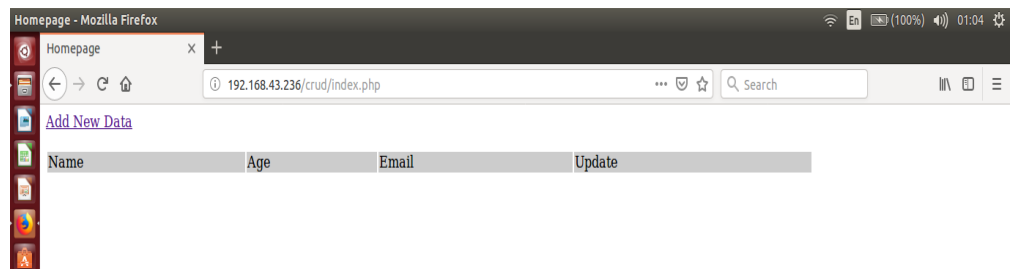 Homepage - Mozilla Firefox En (100%) 01:04
Homepage
192.168.43.236/crud/index.php Search
Add New Data
Name Age Email Update